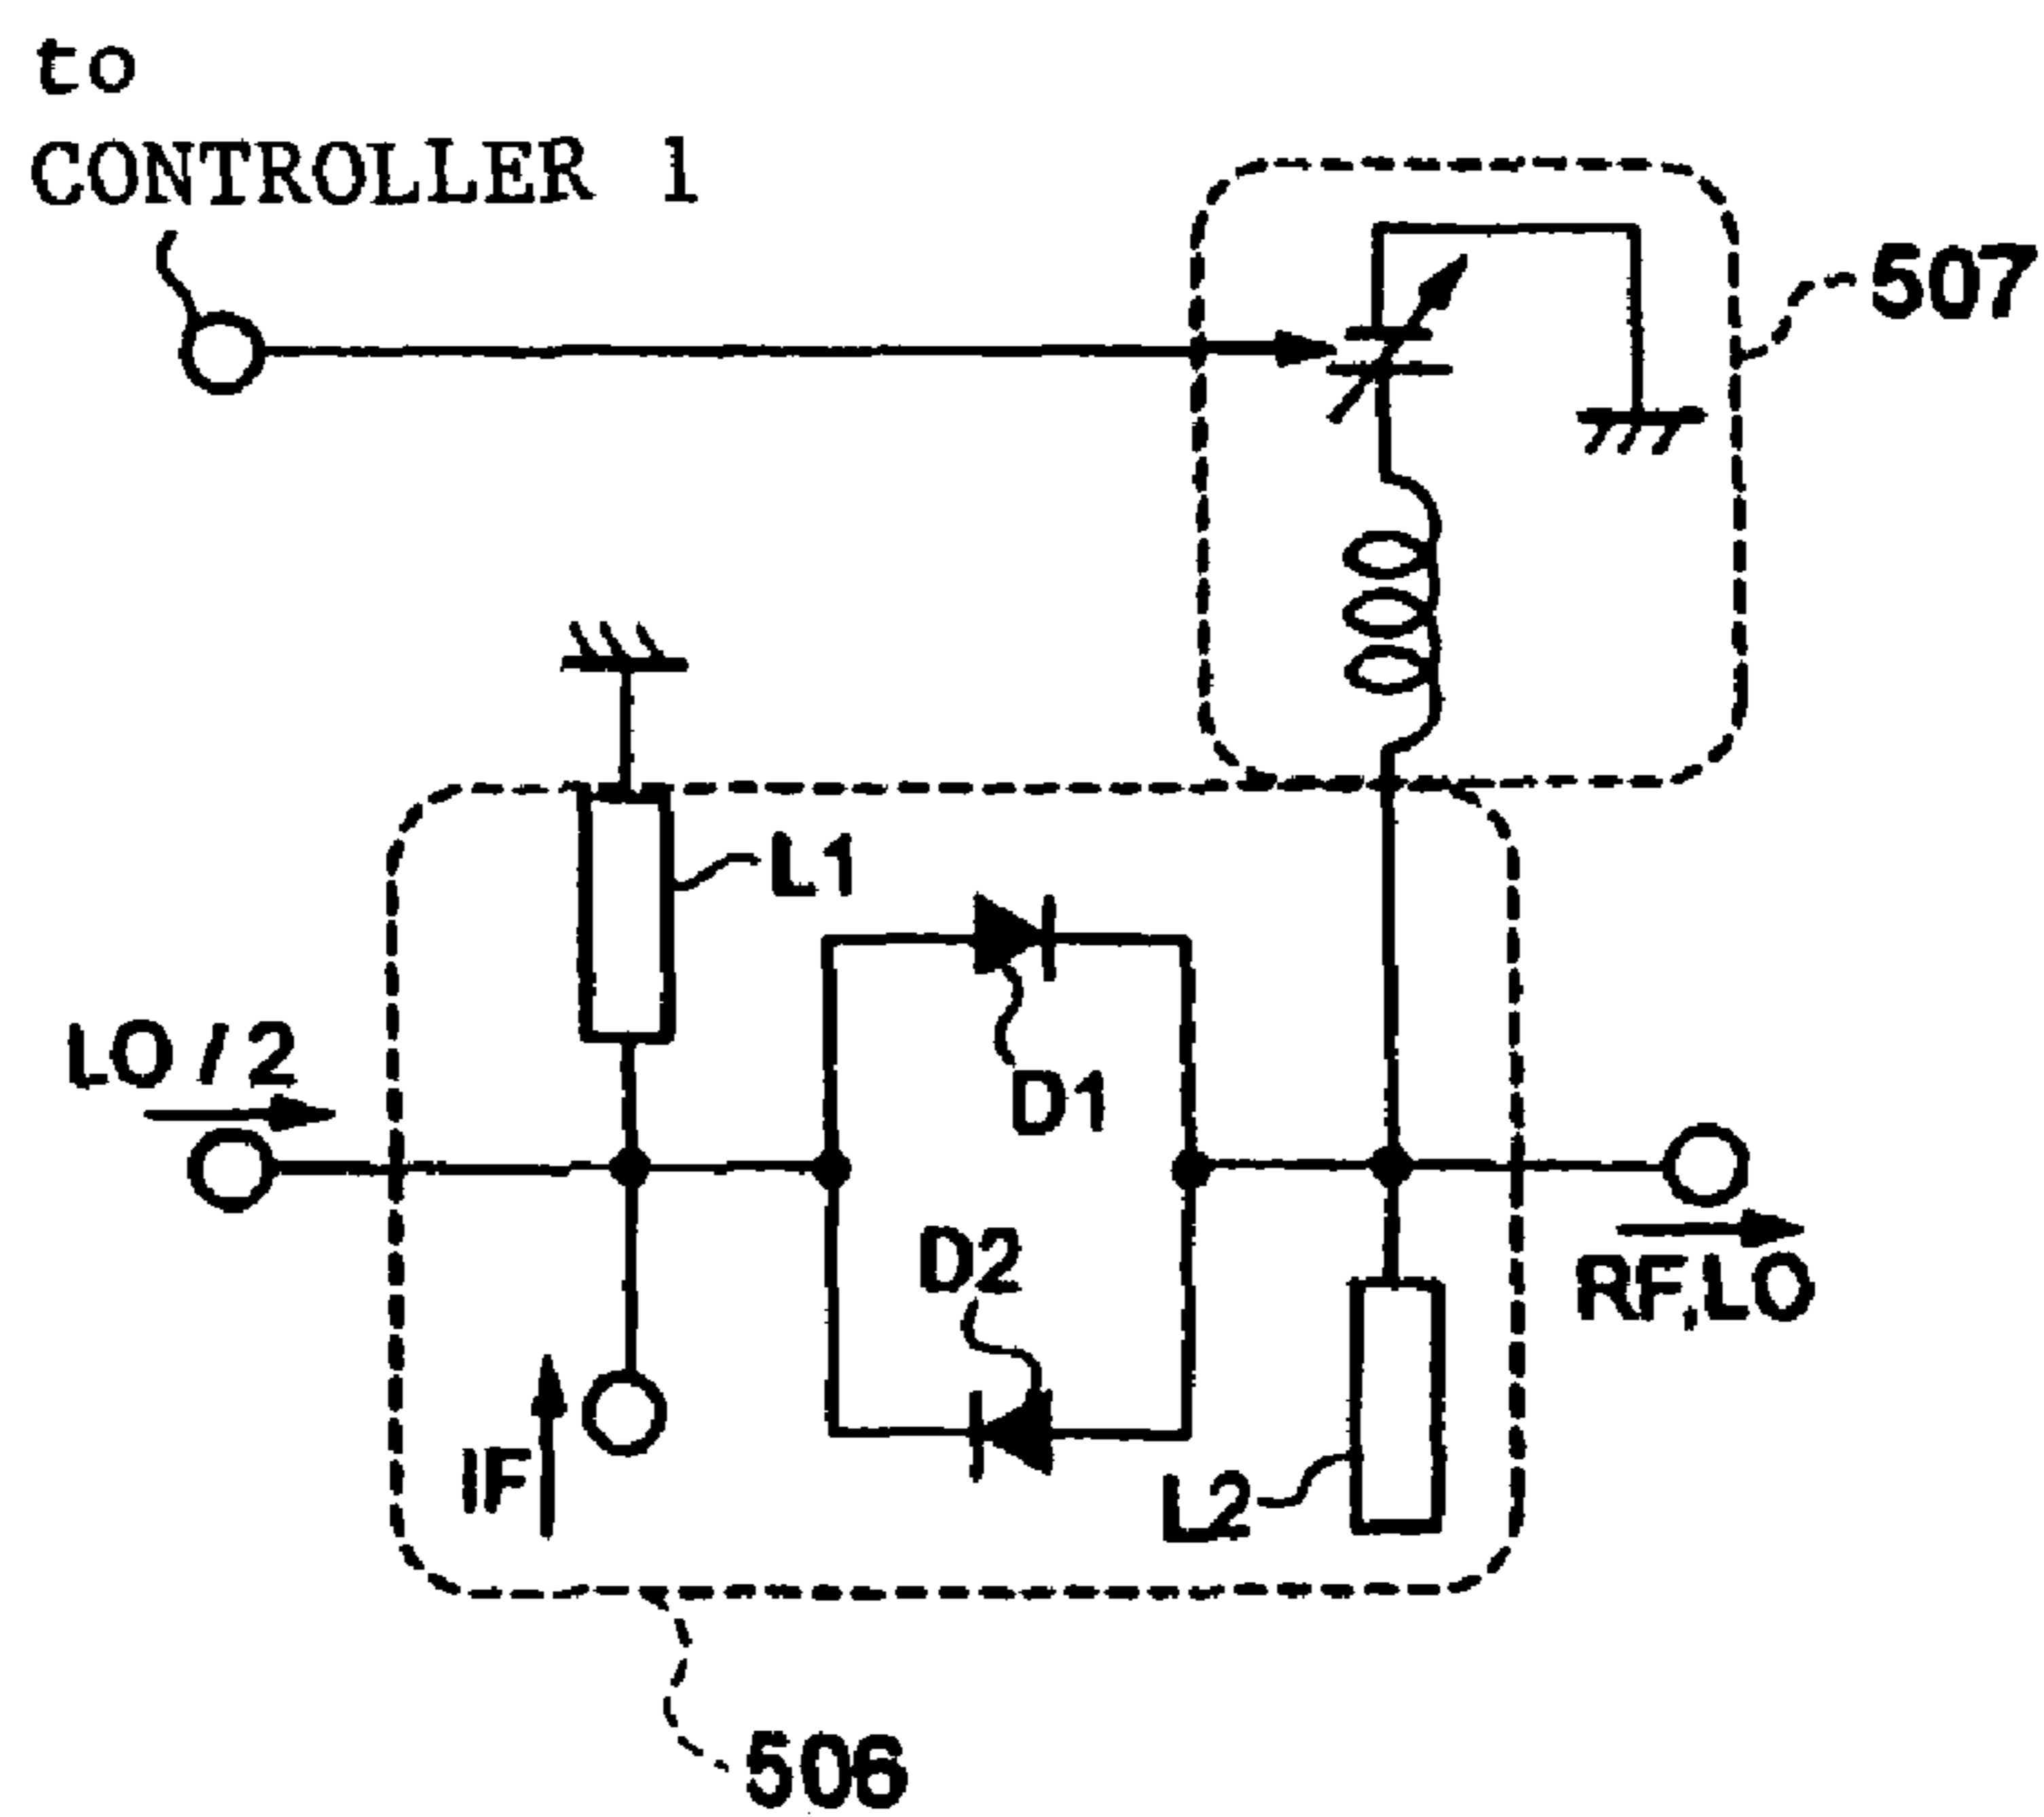 to
CONTROLLER 1
507
L1
LO/2
D1
D2
RF,LO
IF
L2
506